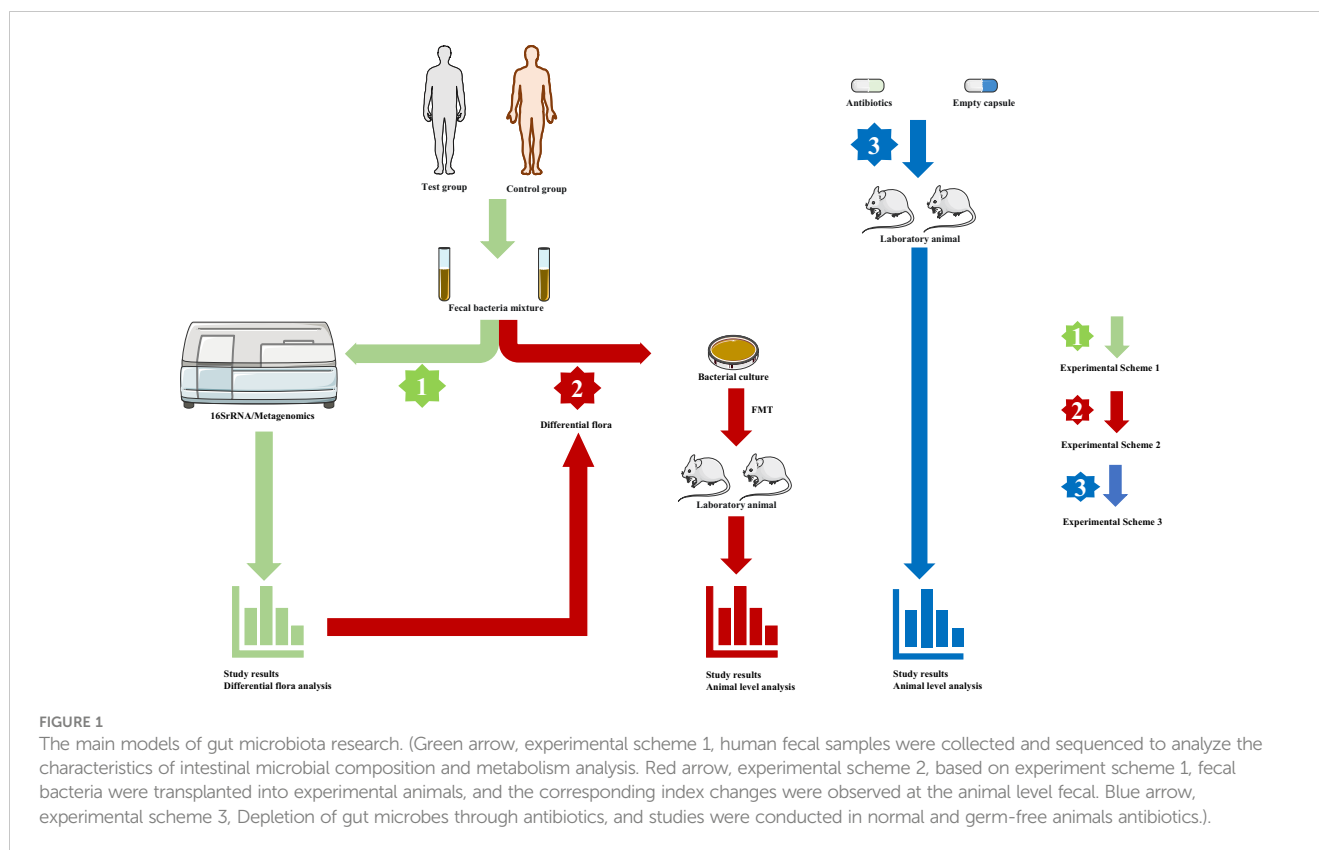 Test group
Control group
Antibiotics
Empty capsule
3
Laboratory animal
Fecal bacteria mixture
16SrRNA/Metagenomics
1
2
Differential flora
Bacterial culture
FMT
Laboratory animal
1
Experimental Scheme 1
2
Experimental Scheme 2
3
Experimental Scheme 3
Study results
Differential flora analysis
Study results
Animal level analysis
Study results
Animal level analysis
FIGURE 1
The main models of gut microbiota research. (Green arrow, experimental scheme 1, human fecal samples were collected and sequenced to analyze the
characteristics of intestinal microbial composition and metabolism analysis. Red arrow, experimental scheme 2, based on experiment scheme 1, fecal
bacteria were transplanted into experimental animals, and the corresponding index changes were observed at the animal level fecal. Blue arrow,
experimental scheme 3, Depletion of gut microbes through antibiotics, and studies were conducted in normal and germ-free animals antibiotics.).